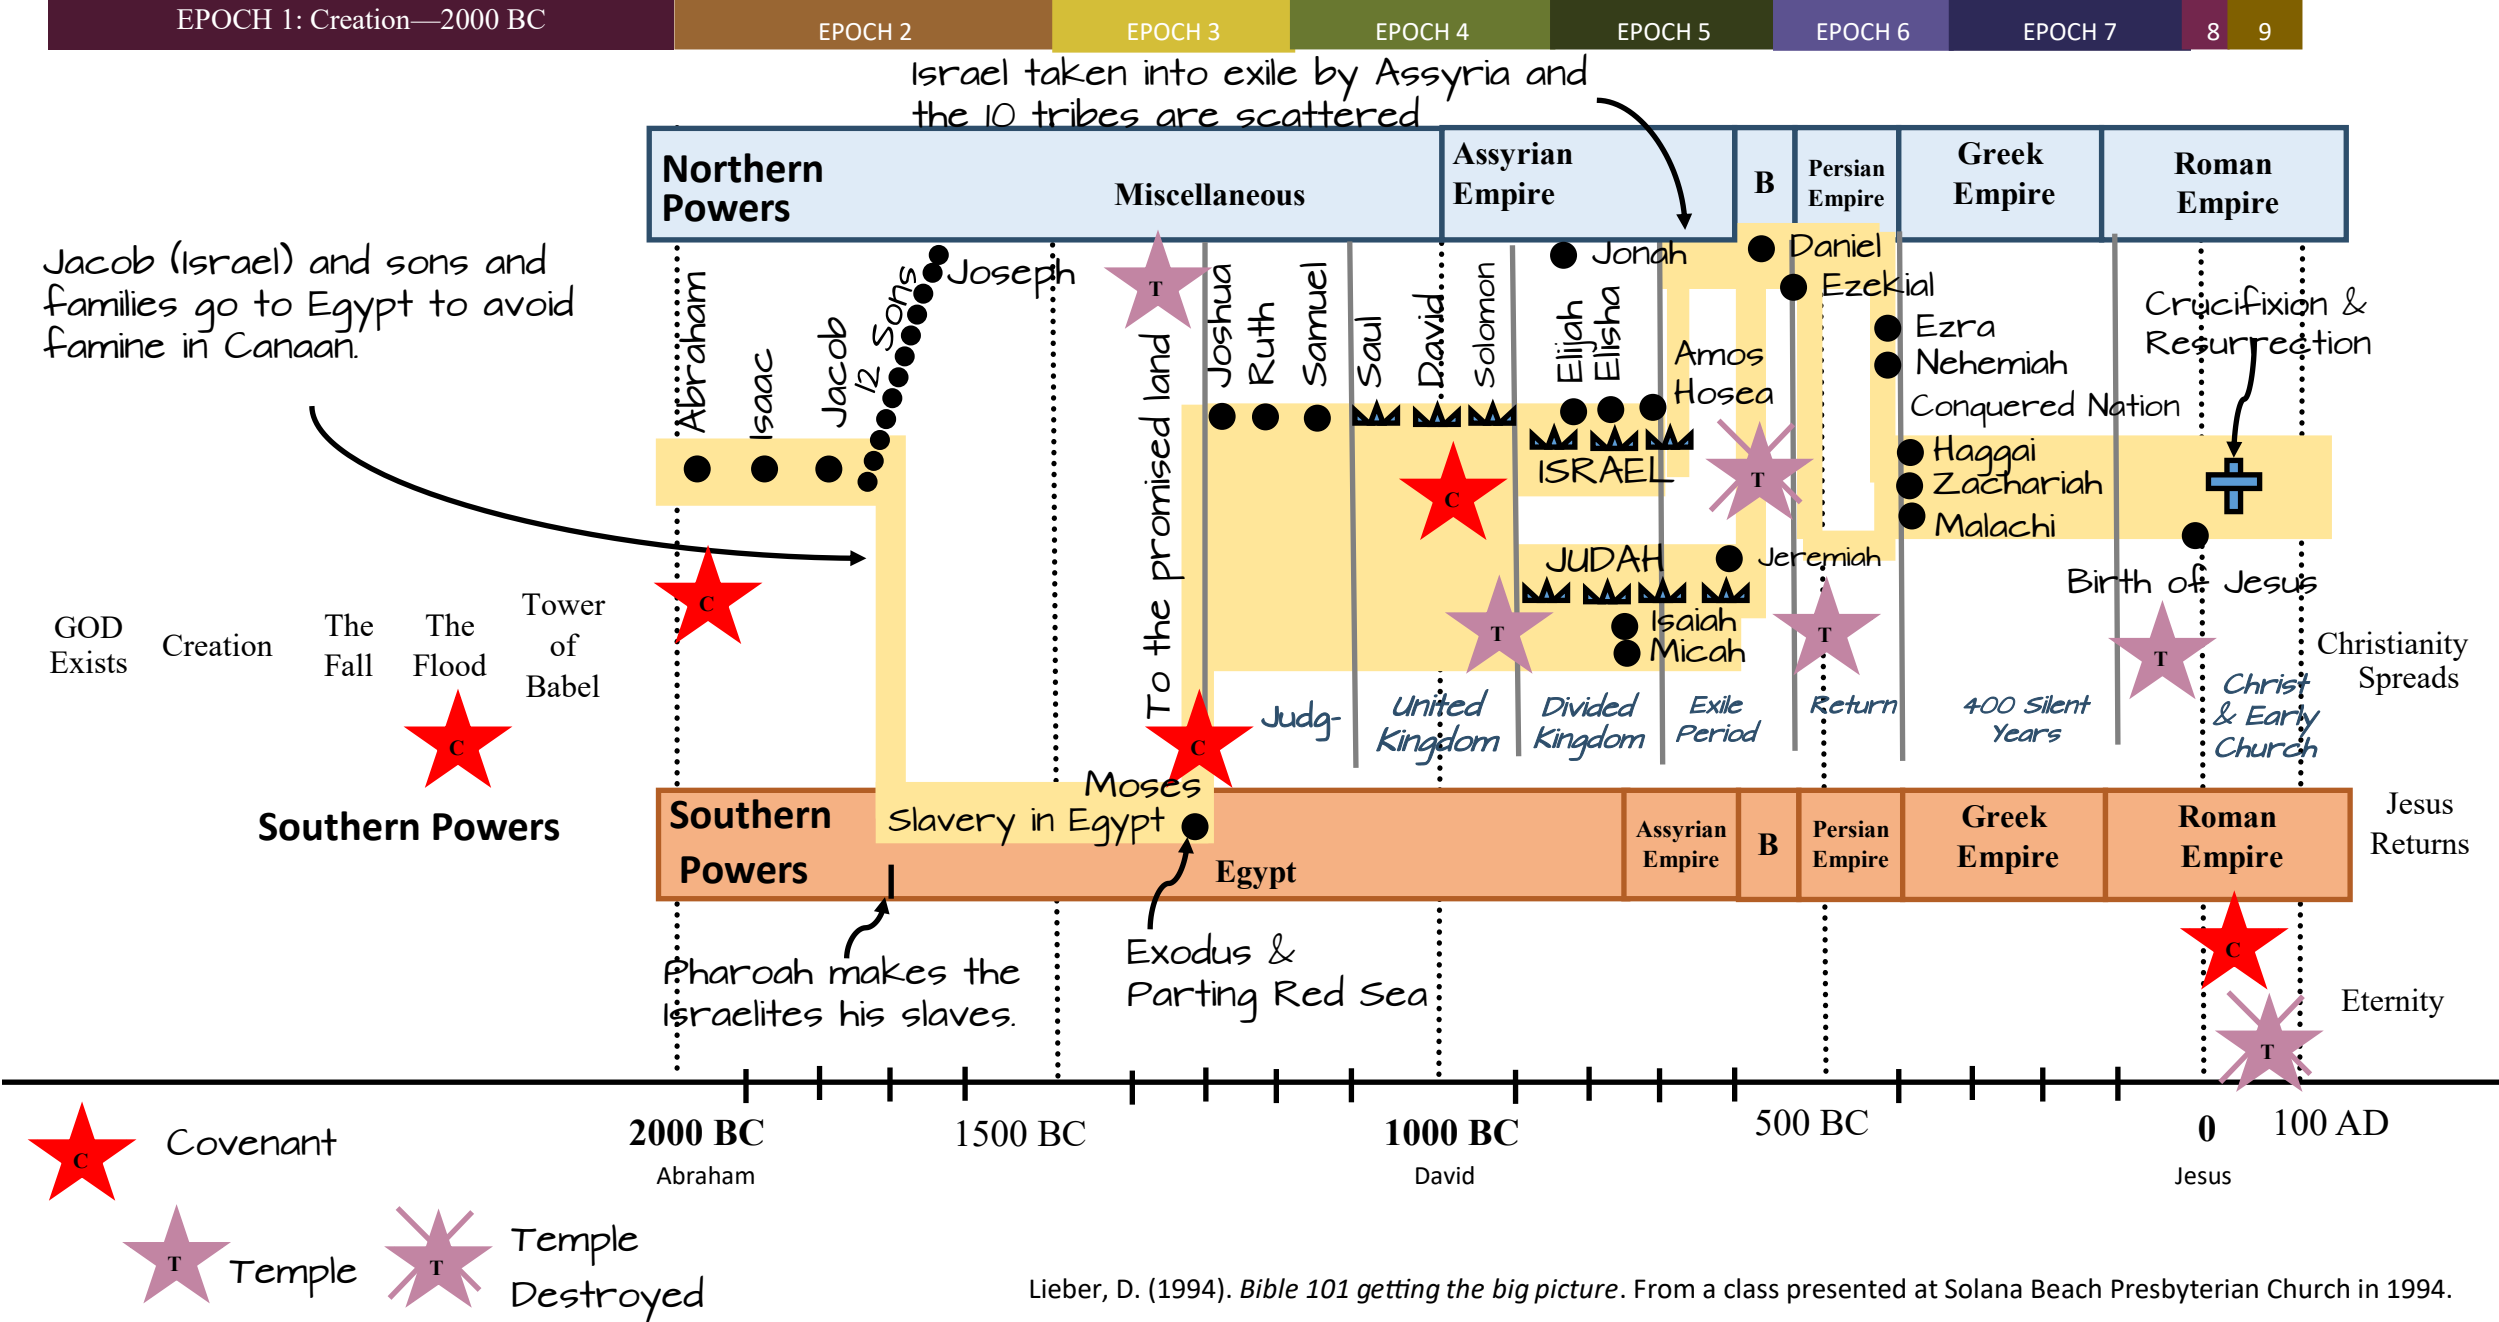 EPOCH 1: Creation—2000 BC
EPOCH 2
EPOCH 3
EPOCH 4
EPOCH 5
EPOCH 6
EPOCH 7
8
9
Israel taken into exile by Assyria and
the 10 tribes are scattered
Northern
Powers
Miscellaneous
Assyrian
Empire
B
Persian
Empire
Greek
Empire
Roman
Empire
Jacob (Israel) and sons and
families go to Egypt to avoid
famine in Canaan.
Abraham
Isaac
Jacob
12 Sons
Joseph
T
To the promised land
Joshua
Ruth
Samuel
Saul
David
Solomon
Jonah
Elijah
Elisha
Amos
Hosea
Daniel
Ezekial
Ezra
Nehemiah
Conquered Nation
Haggai
Zachariah
Malachi
Crucifixion &
Resurrection
C
ISRAEL
T
JUDAH
Jeremiah
Isaiah
Micah
T
T
Birth of Jesus
T
C
GOD
Exists
Creation
The
Fall
The
Flood
Tower
of
Babel
C
C
Christianity
Spreads
Judg-
United
Kingdom
Divided
Kingdom
Exile
Period
Return
400 Silent
Years
Christ
& Early
Church
Southern Powers
Southern
Powers
Moses
Slavery in Egypt
Egypt
Assyrian
Empire
B
Persian
Empire
Greek
Empire
Roman
Empire
Jesus
Returns
Pharoah makes the
Israelites his slaves.
Exodus &
Parting Red Sea
C
Eternity
T
2000 BC
Abraham
1500 BC
1000 BC
David
500 BC
0
Jesus
100 AD
C
Covenant
T
Temple
T
Temple
Destroyed
Lieber, D. (1994). Bible 101 getting the big picture. From a class presented at Solana Beach Presbyterian Church in 1994.